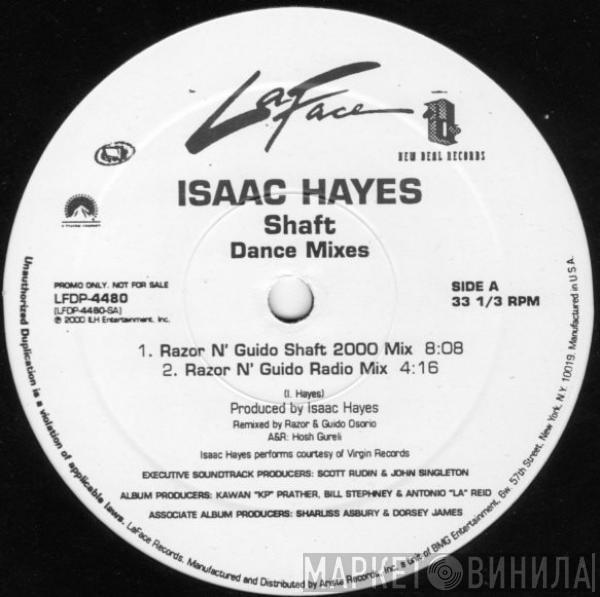 LaFace
NEW DEAL RECORDS
ISAAC HAYES
Shaft
Dance Mixes
PROMO ONLY. NOT FOR SALE
LFDP-4480
(LFDP-4480-SA)
℗ 2000 ILH Entertainment, Inc.
SIDE A
33 1/3 RPM
1. Razor N' Guido Shaft 2000 Mix 8:08
2. Razor N' Guido Radio Mix 4:16
(I. Hayes)
Produced by Isaac Hayes
Remixed by Razor & Guido Osorio
A&R: Hosh Gureli
Isaac Hayes performs courtesy of Virgin Records
EXECUTIVE SOUNDTRACK PRODUCERS: SCOTT RUDIN & JOHN SINGLETON
ALBUM PRODUCERS: KAWAN "KP" PRATHER, BILL STEPHNEY & ANTONIO "LA" REID
ASSOCIATE ALBUM PRODUCERS: SHARLISS ASBURY & DORSEY JAMES
Unauthorized Duplication is a violation of applicable laws. LaFace Records. Manufactured and Distributed by Arista Records, Inc., a unit of BMG Entertainment, 6w. 57th Street, New York, N.Y. 10019. Manufactured in U.S.A.
МАРКЕТ ВИНИЛА